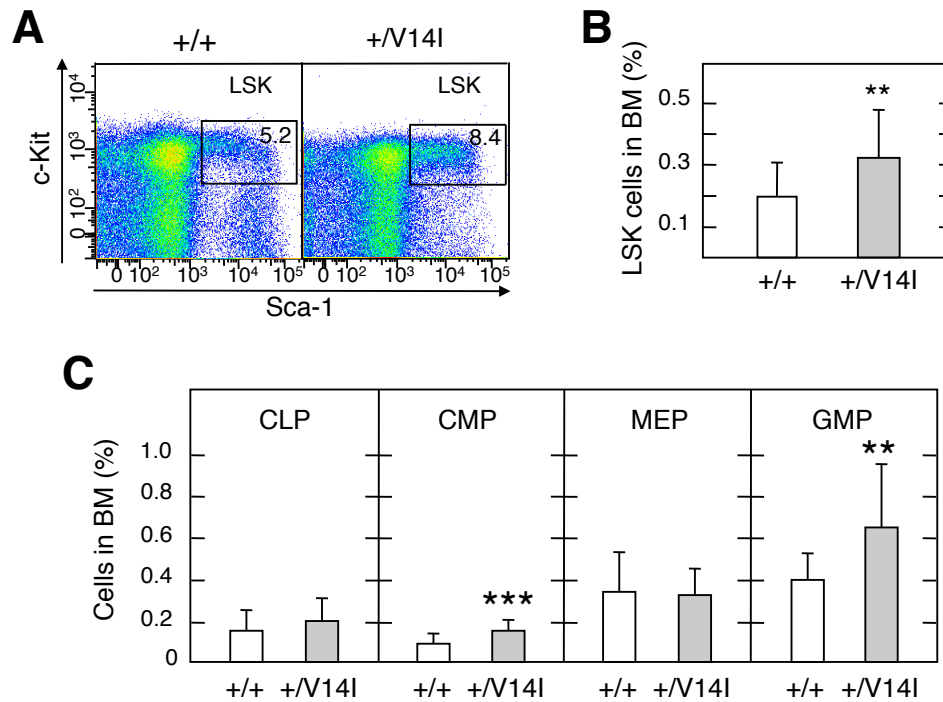 A
+/+
+/V14I
LSK
LSK
5.2
8.4
c-Kit
10⁴
10³
10²
0
0 10² 10³ 10⁴ 10⁵
0 10² 10³ 10⁴ 10⁵
Sca-1
B
LSK cells in BM (%)
0.5
0.3
0.1
**
+/+
+/V14I
C
Cells in BM (%)
1.0
0.8
0.6
0.4
0.2
0
CLP
CMP
MEP
GMP
***
**
+/+ +/V14I
+/+ +/V14I
+/+ +/V14I
+/+ +/V14I